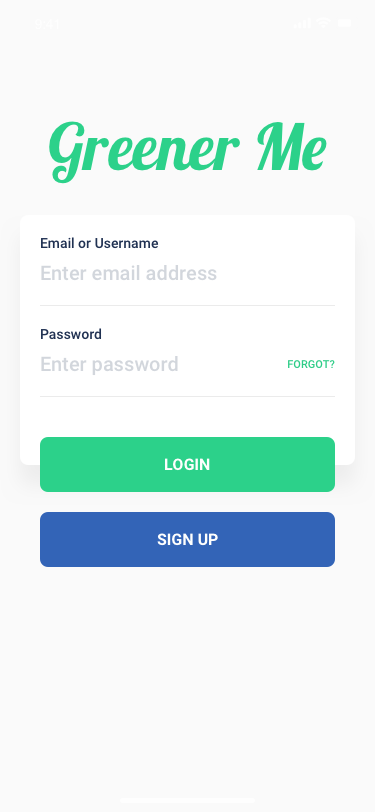 Greener Me
Email or Username
Enter email address
Password
Enter password FORGOT?
LOGIN
SIGN UP